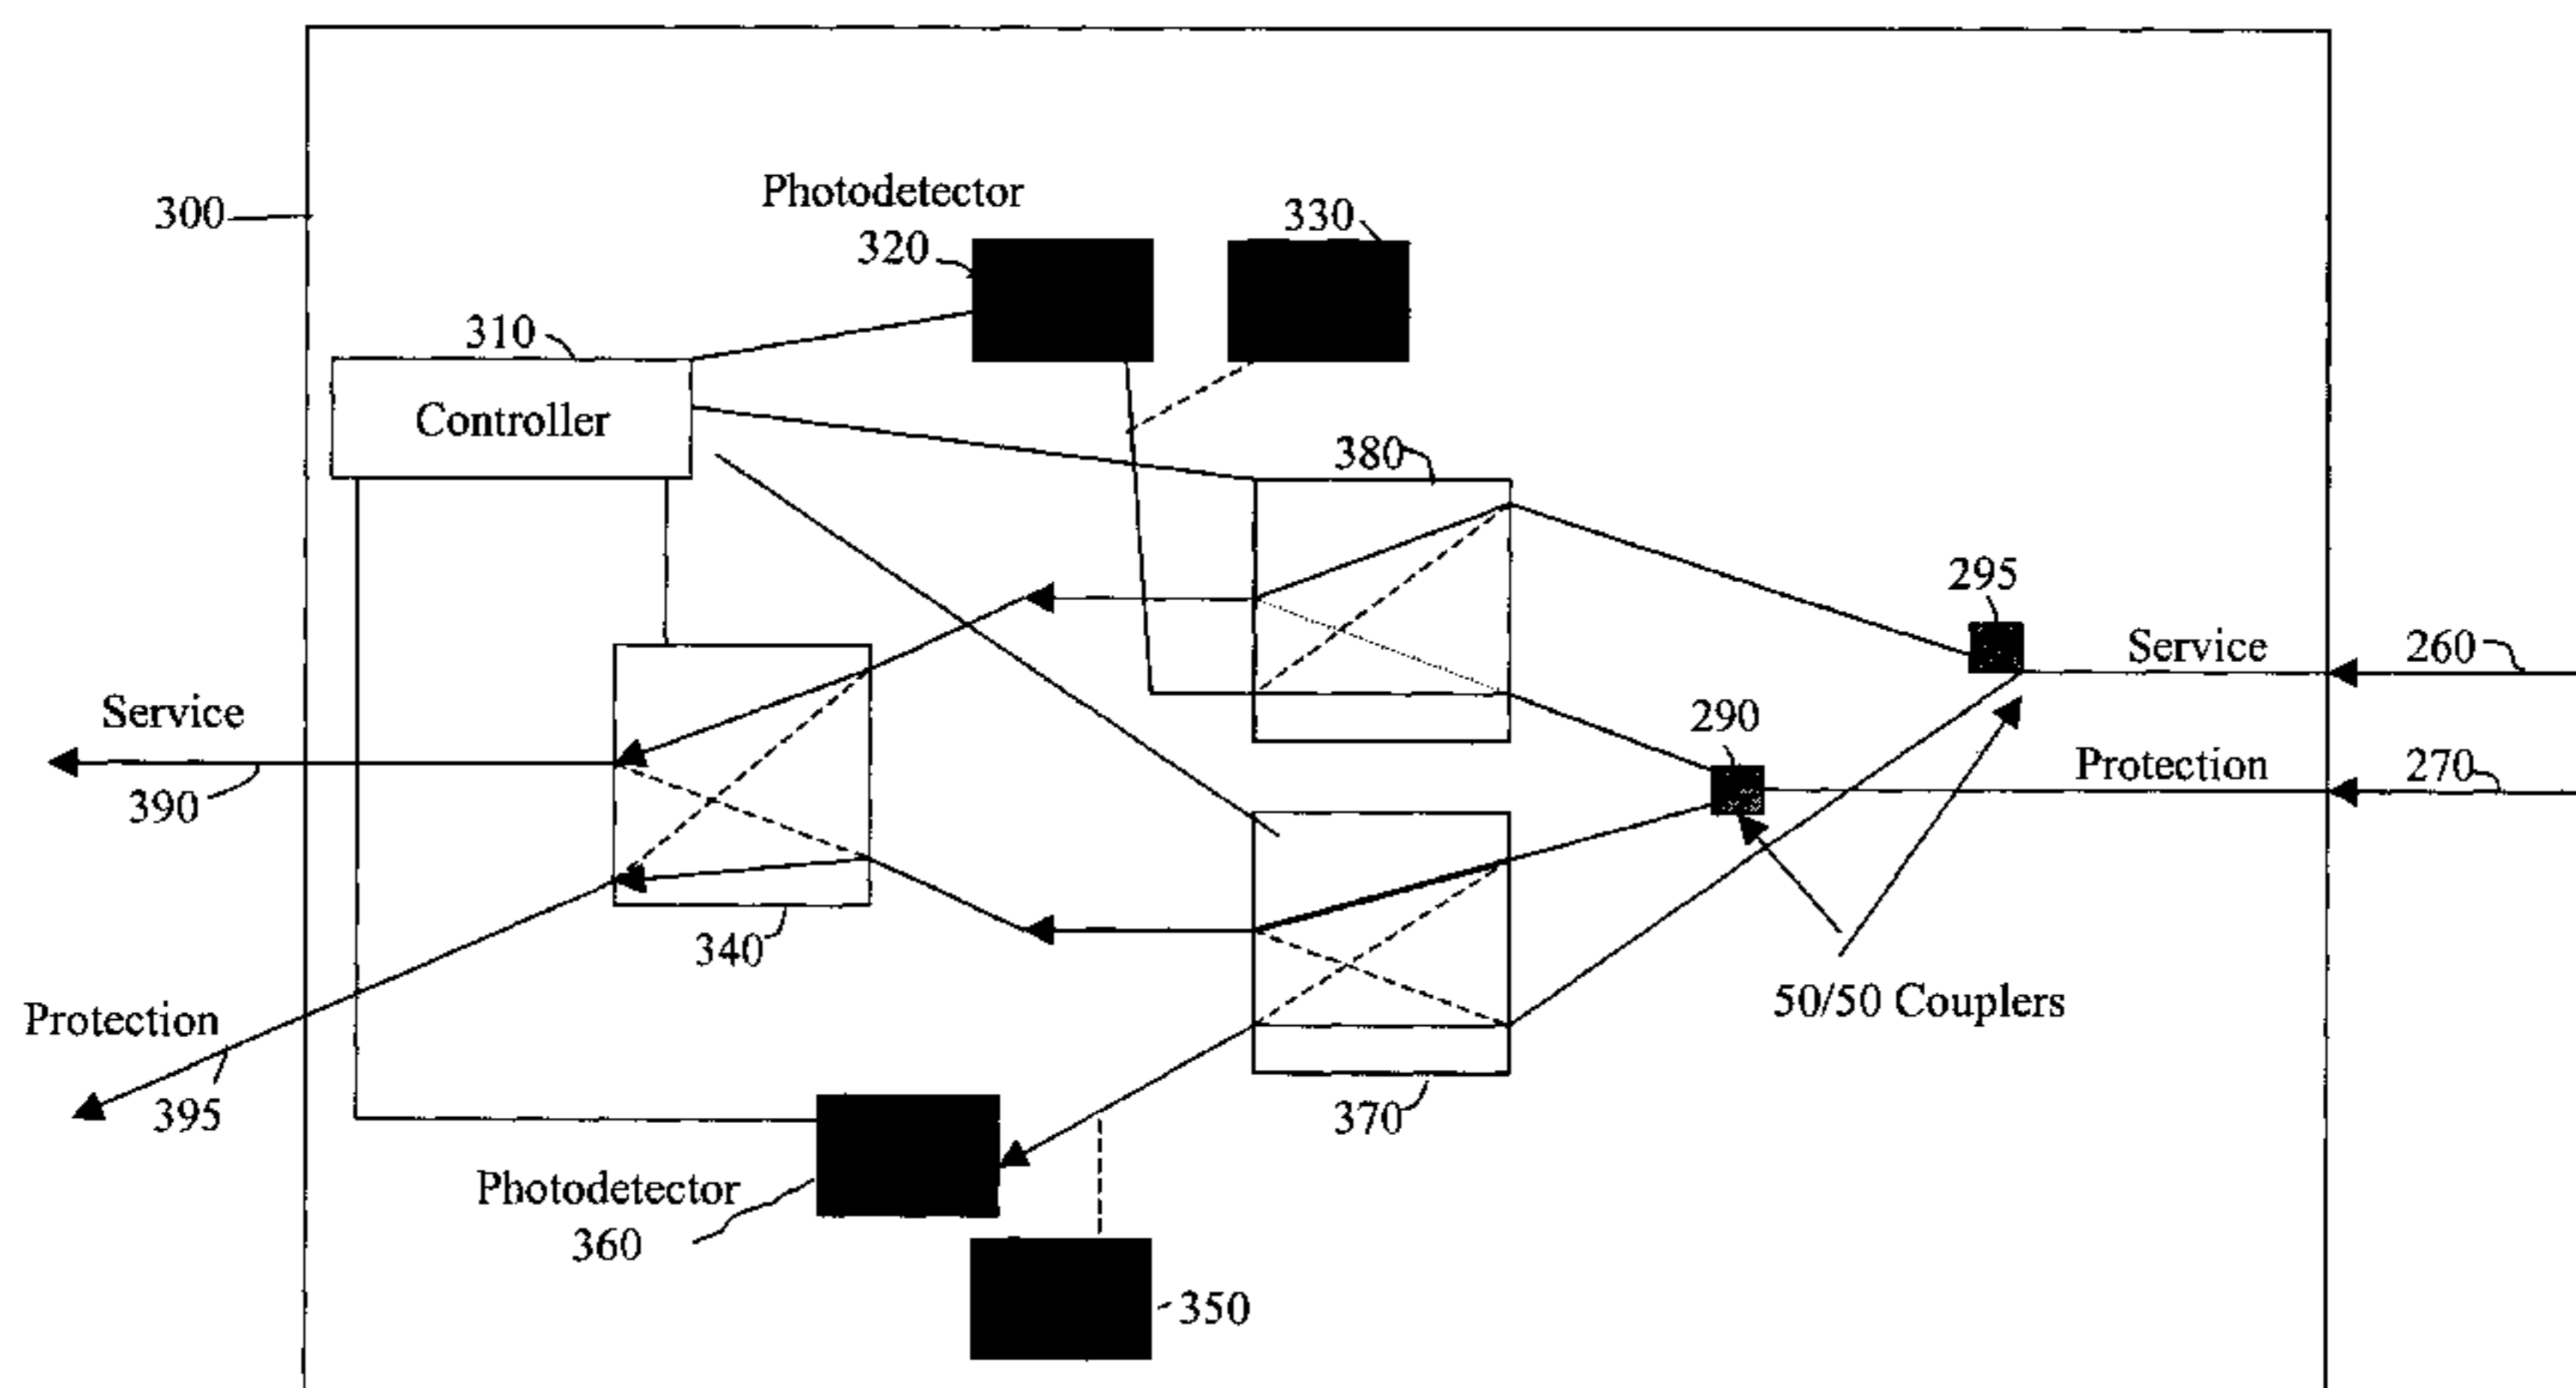 Photodetector
320
330
300
310
Controller
380
295
Service
260
290
Service
390
Protection
270
340
50/50 Couplers
Protection
395
370
Photodetector
360
350